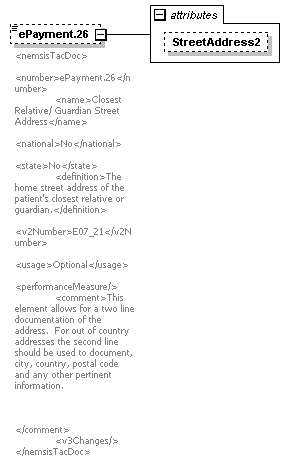 ePayment.26
attributes
StreetAddress2
<nemsisTacDoc>
<number>ePayment.26</n
umber>
<name>Closest
Relative/ Guardian Street
Address</name>
<national>No</national>
<state>No</state>
<definition>The
home street address of the
patient's closest relative or
guardian.</definition>
<v2Number>E07_21</v2N
umber>
<usage>Optional</usage>
<performanceMeasure/>
<comment>This
element allows for a two line
documentation of the
address.  For out of country
addresses the second line
should be used to document,
city, country, postal code
and any other pertinent
information.
</comment>
<v3Changes/>
</nemsisTacDoc>